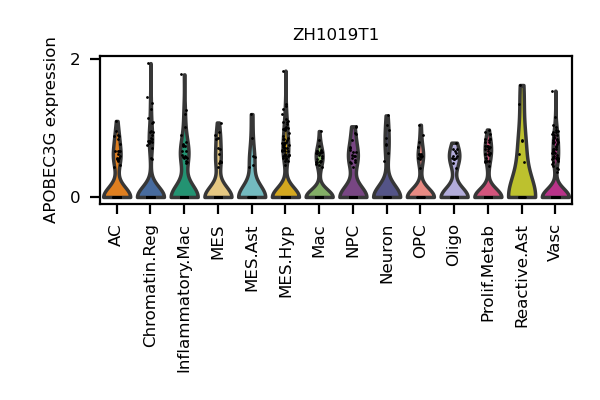 ZH1019T1
APOBEC3G expression
2
0
AC
Chromatin.Reg
Inflammatory.Mac
MES
MES.Ast
MES.Hyp
Mac
NPC
Neuron
OPC
Oligo
Prolif.Metab
Reactive.Ast
Vasc